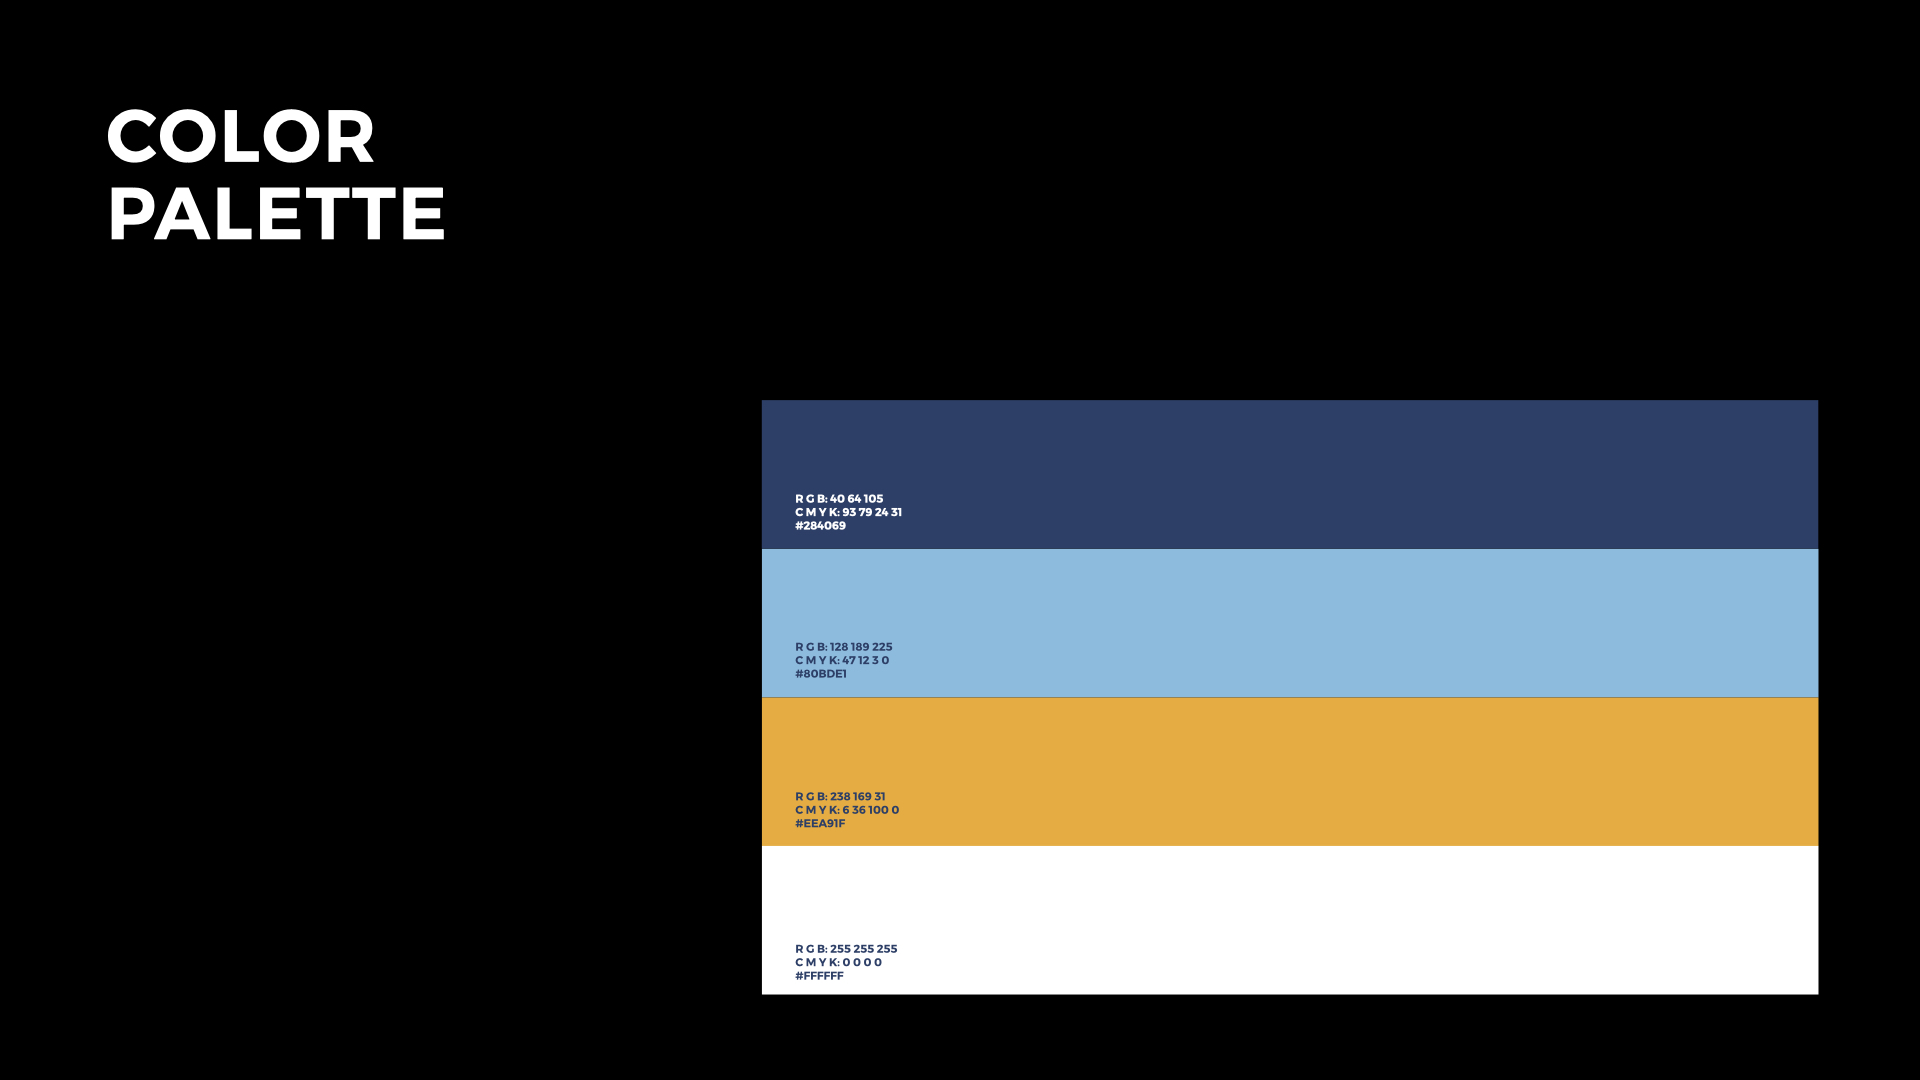 COLOR
PALETTE
R G B: 40 64 105
C M Y K: 93 79 24 31
#284069
R G B: 128 189 225
C M Y K: 47 12 3 0
#80BDE1
R G B: 238 169 31
C M Y K: 6 36 100 0
#EEA91F
R G B: 255 255 255
C M Y K: 0 0 0 0
#FFFFFF